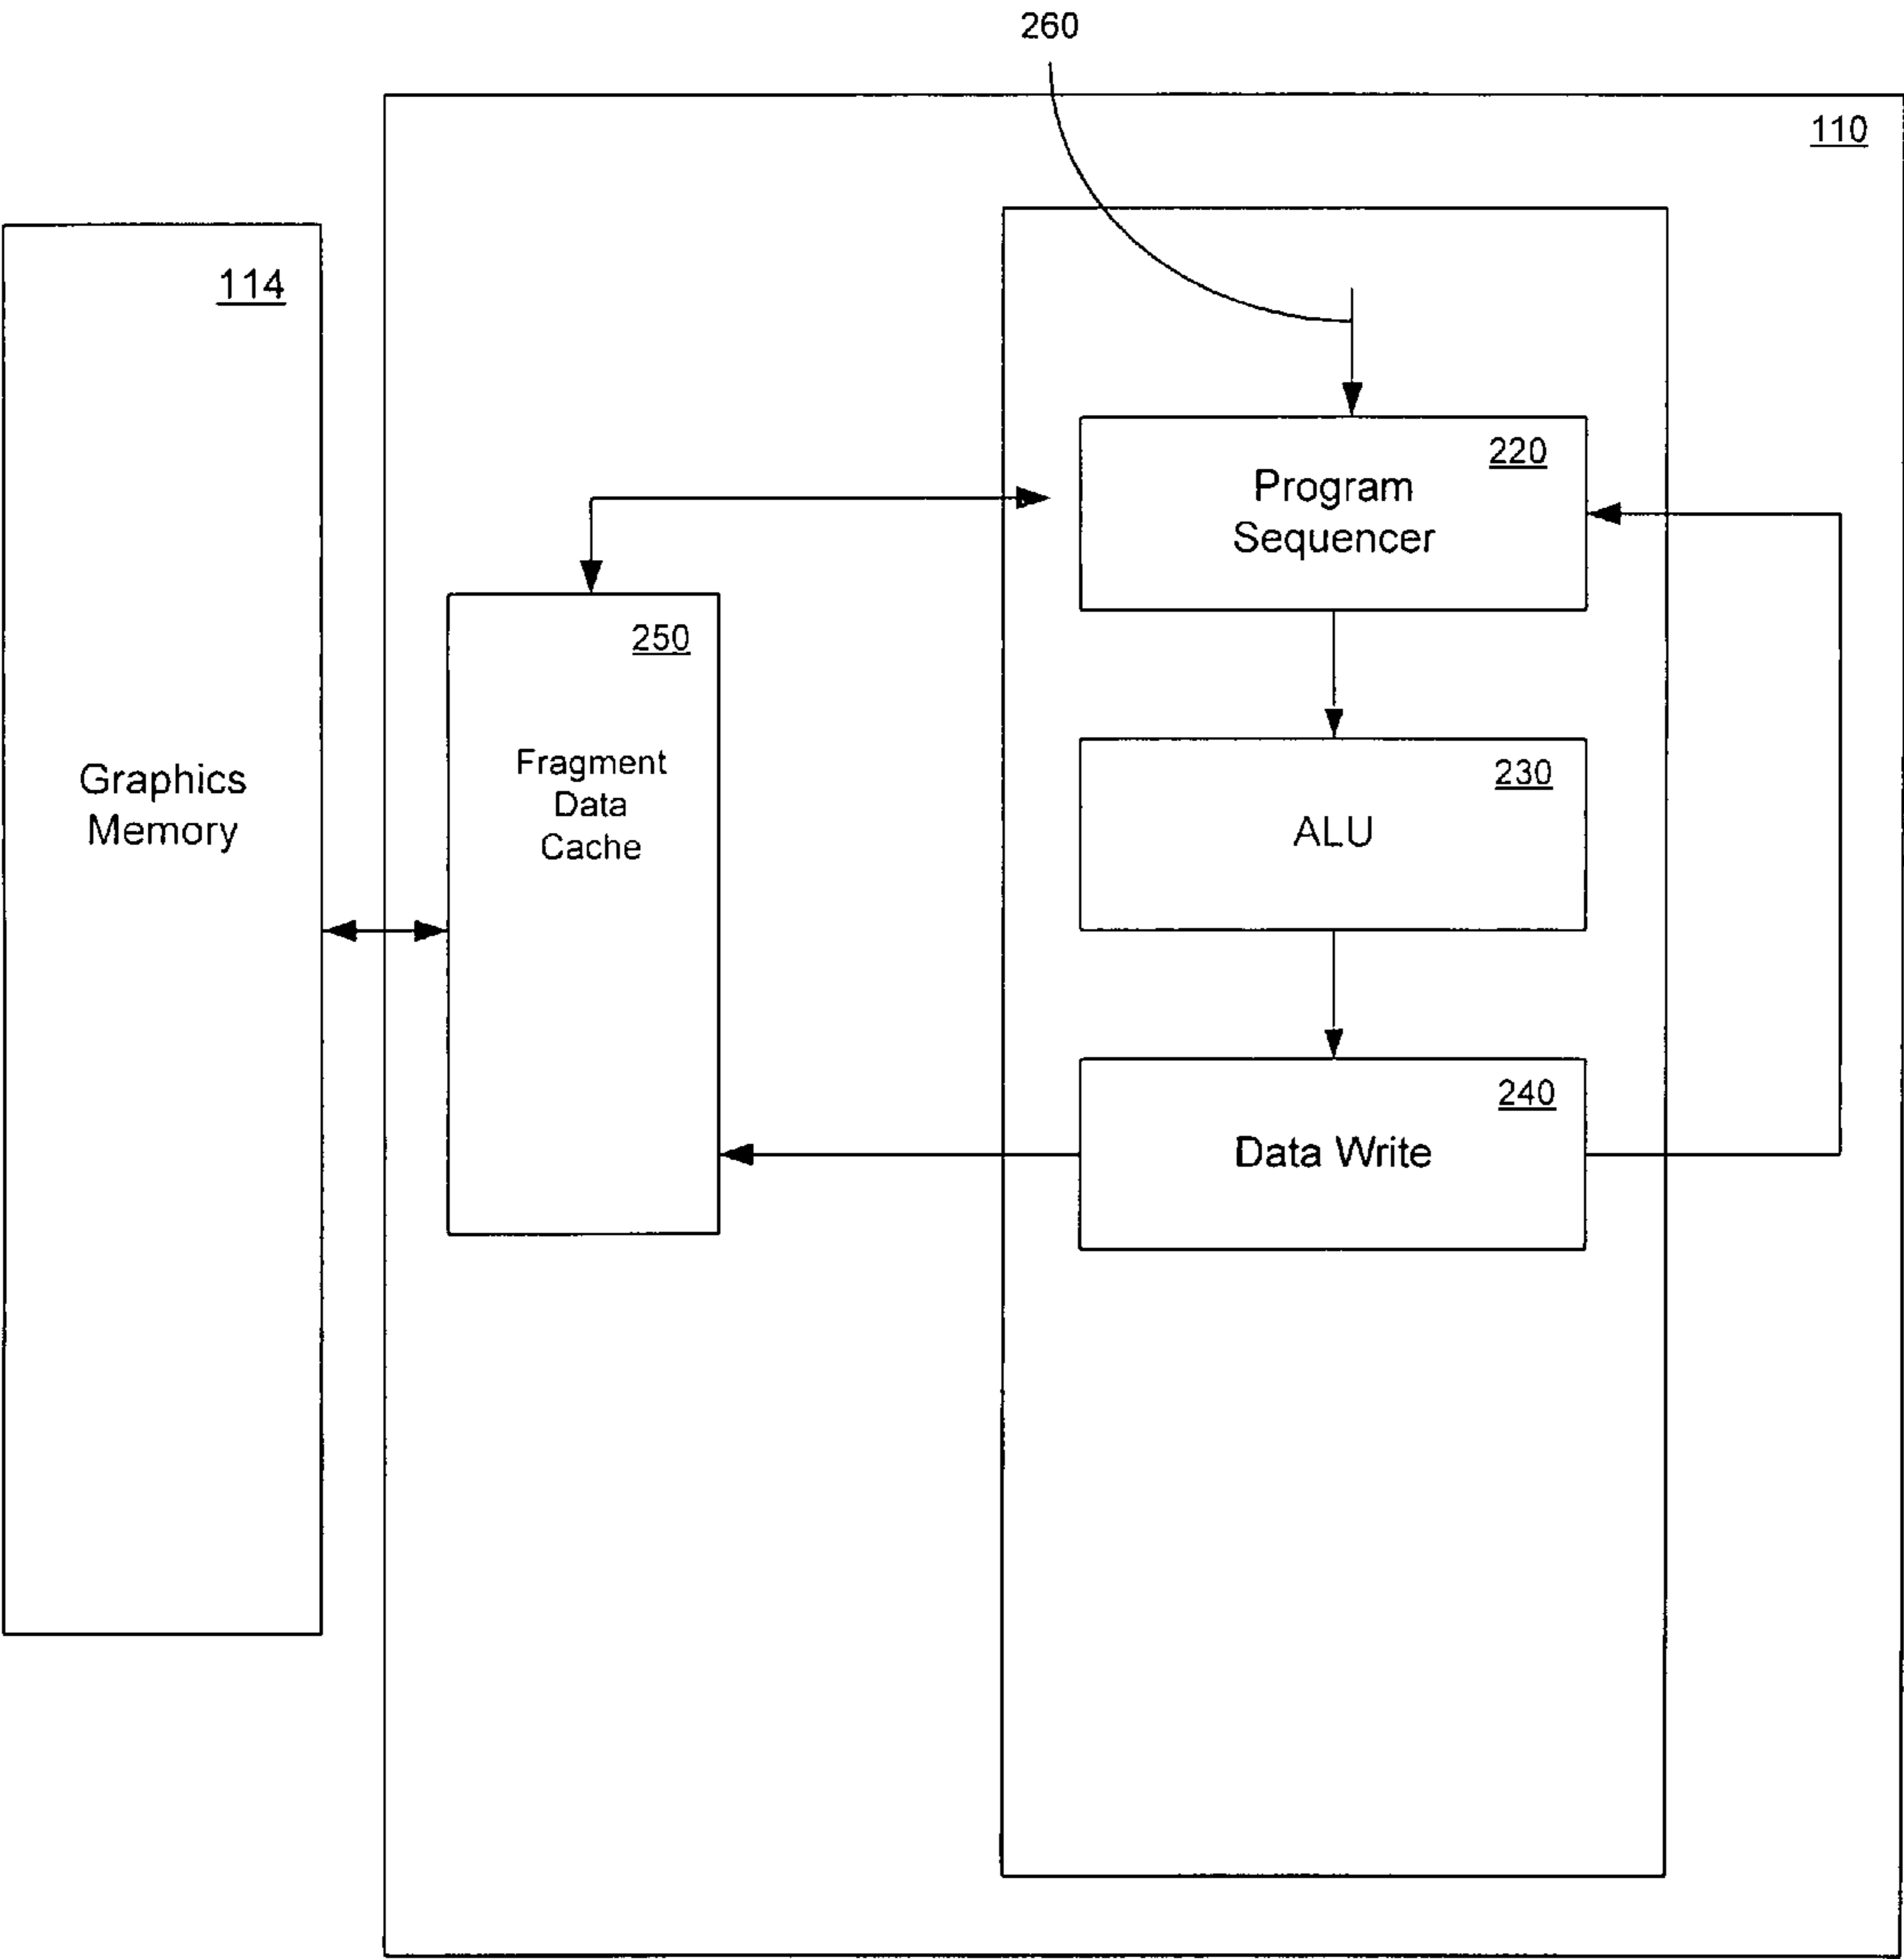 260
110
114
Graphics
Memory
220
Program
Sequencer
250
Fragment
Data
Cache
230
ALU
240
Data Write